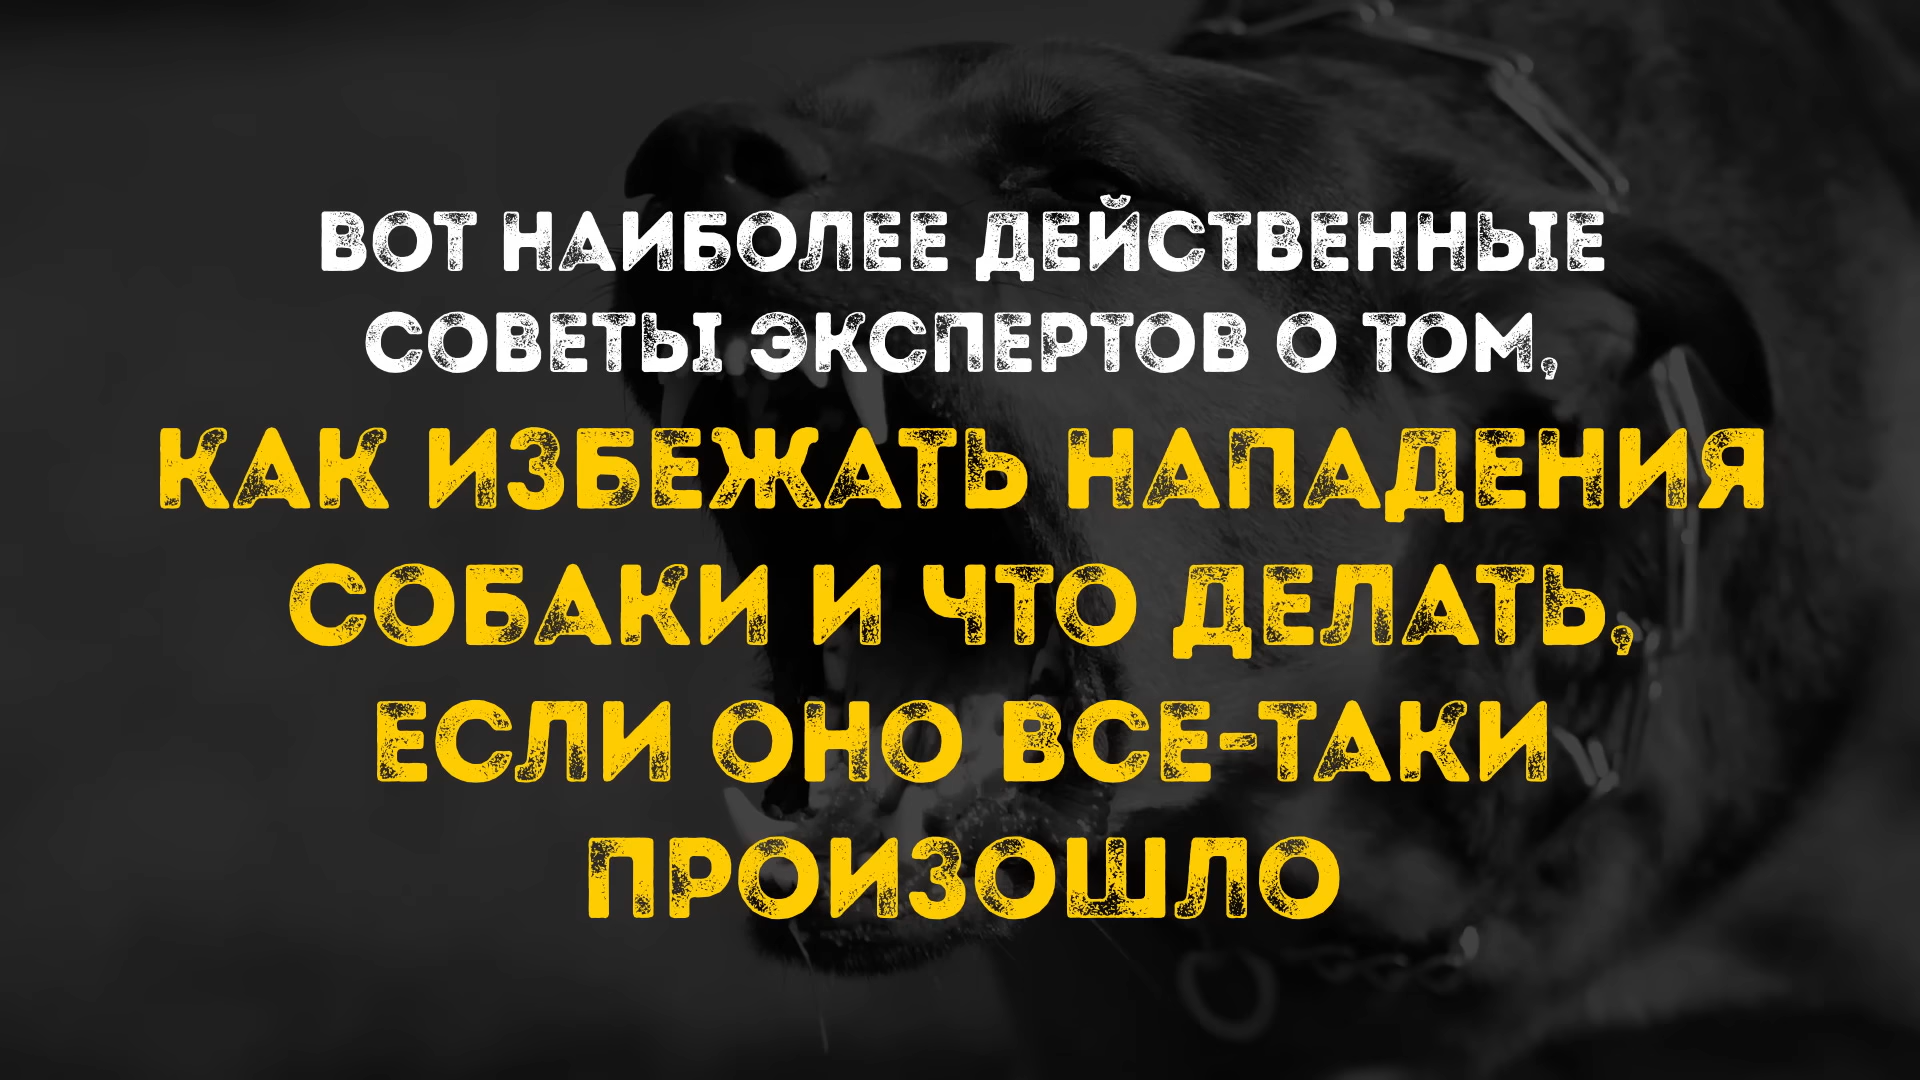 ВОТ НАИБОЛЕЕ ДЕЙСТВЕННЫЕ
СОВЕТЫ ЭКСПЕРТОВ О ТОМ,
КАК ИЗБЕЖАТЬ НАПАДЕНИЯ
СОБАКИ И ЧТО ДЕЛАТЬ,
ЕСЛИ ОНО ВСЕ-ТАКИ
ПРОИЗОШЛО